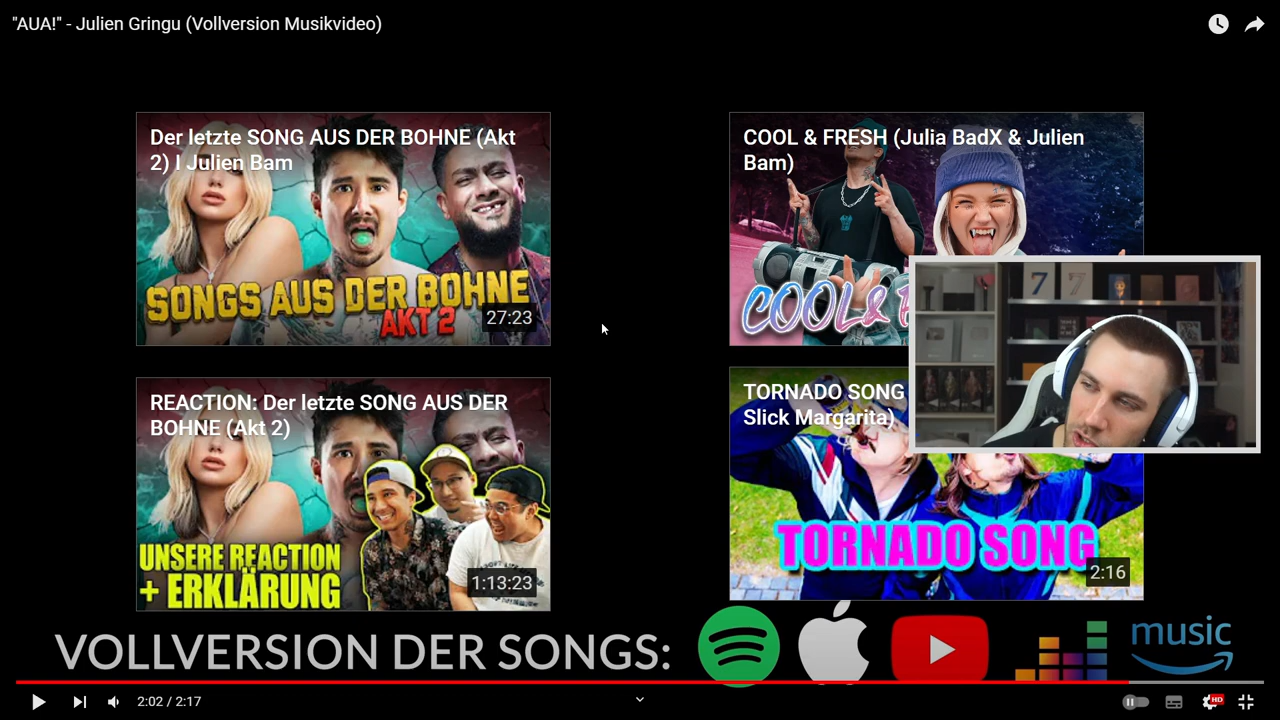 "AUA!" - Julien Gringu (Vollversion Musikvideo)
Der letzte SONG AUS DER BOHNE (Akt
2) I Julien Bam
SONGS AUS DER BOHNE
AKT 2
27:23
COOL & FRESH (Julia BadX & Julien
Bam)
COOL &
77
REACTION: Der letzte SONG AUS DER
BOHNE (Akt 2)
UNSERE REACTION
+ ERKLÄRUNG
1:13:23
TORNADO SONG
Slick Margarita)
TORNADO SONG
2:16
VOLLVERSION DER SONGS:
music
2:02 / 2:17
HD